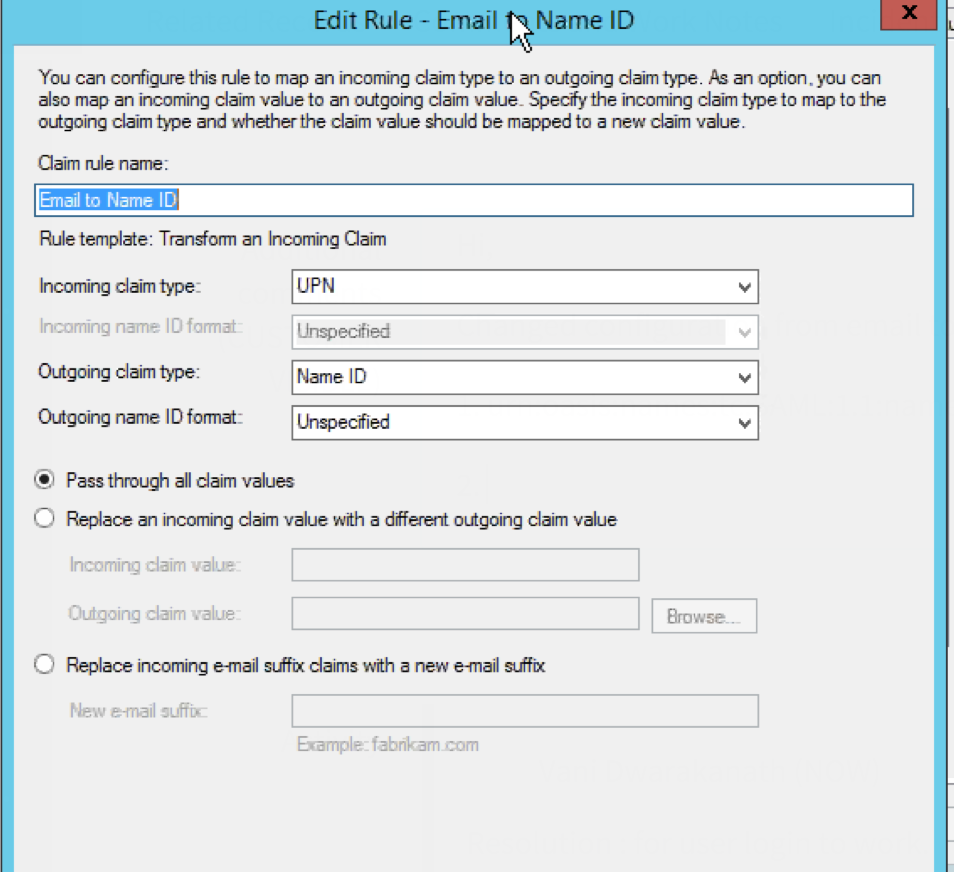 Edit Rule - Email to Name ID
X
You can configure this rule to map an incoming claim type to an outgoing claim type. As an option, you can
also map an incoming claim value to an outgoing claim value. Specify the incoming claim type to map to the
outgoing claim type and whether the claim value should be mapped to a new claim value.
Claim rule name:
Email to Name ID
Rule template: Transform an Incoming Claim
Incoming claim type:
UPN
Incoming name ID format:
Unspecified
Outgoing claim type:
Name ID
Outgoing name ID format:
Unspecified
Pass through all claim values
Replace an incoming claim value with a different outgoing claim value
Incoming claim value:
Outgoing claim value:
Browse...
Replace incoming e-mail suffix claims with a new e-mail suffix
New e-mail suffix:
Example: fabrikam.com